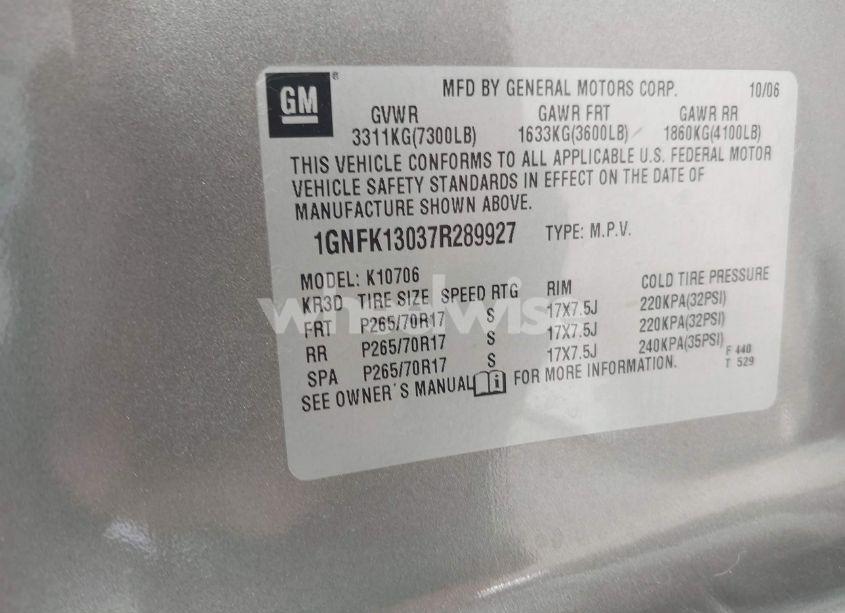 GM ®
MFD BY GENERAL MOTORS CORP. 10/06
GVWR GAWR FRT GAWR RR
3311KG(7300LB) 1633KG(3600LB) 1860KG(4100LB)
THIS VEHICLE CONFORMS TO ALL APPLICABLE U.S. FEDERAL MOTOR
VEHICLE SAFETY STANDARDS IN EFFECT ON THE DATE OF
MANUFACTURE SHOWN ABOVE.
1GNFK13037R289927 TYPE: M.P.V.
MODEL: K10706
KR3D TIRE SIZE SPEED RTG RIM COLD TIRE PRESSURE
FRT P265/70R17 S 17X7.5J 220KPA(32PSI)
RR P265/70R17 S 17X7.5J 220KPA(32PSI)
SPA P265/70R17 S 17X7.5J 240KPA(35PSI)
F 440
T 529
SEE OWNER'S MANUAL i FOR MORE INFORMATION.